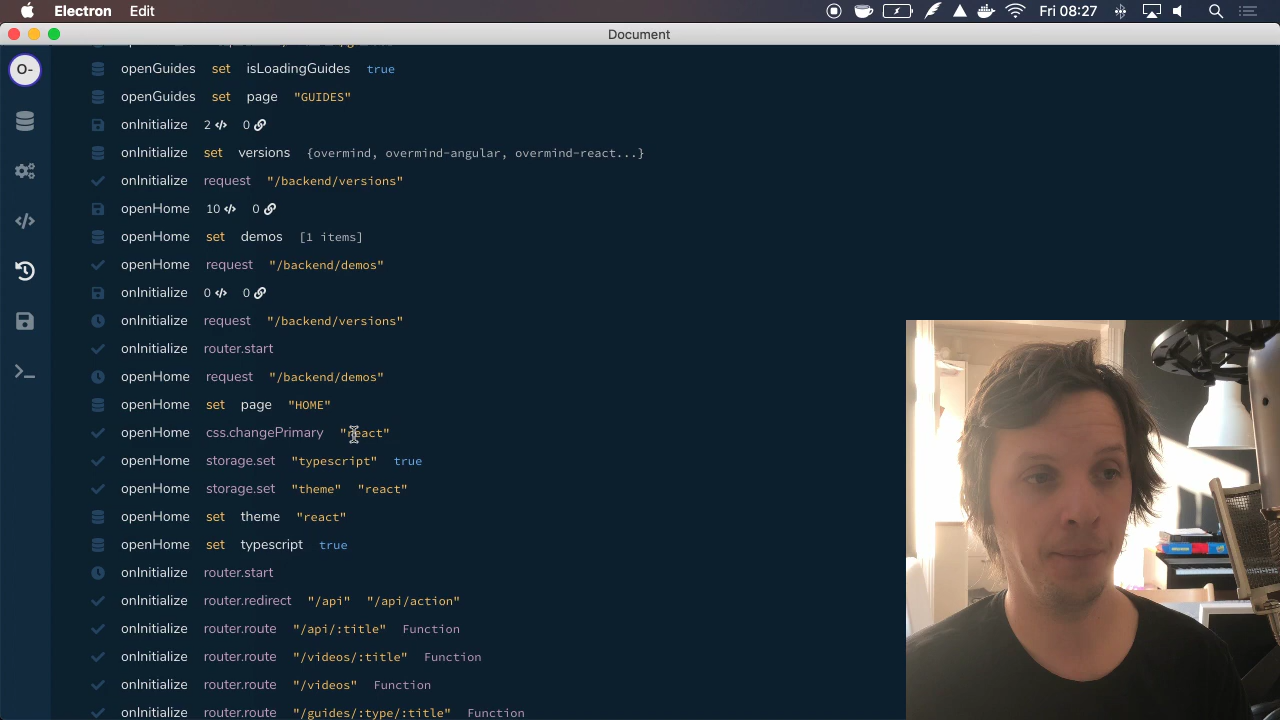 Electron Edit Fri 08:27
Document
O-
openGuides set isLoadingGuides true
openGuides set page "GUIDES"
onInitialize 2 0
onInitialize set versions {overmind, overmind-angular, overmind-react...}
onInitialize request "/backend/versions"
openHome 10 0
openHome set demos [1 items]
openHome request "/backend/demos"
onInitialize 0 0
onInitialize request "/backend/versions"
onInitialize router.start
openHome request "/backend/demos"
openHome set page "HOME"
openHome css.changePrimary "react"
openHome storage.set "typescript" true
openHome storage.set "theme" "react"
openHome set theme "react"
openHome set typescript true
onInitialize router.start
onInitialize router.redirect "/api" "/api/action"
onInitialize router.route "/api/:title" Function
onInitialize router.route "/videos/:title" Function
onInitialize router.route "/videos" Function
onInitialize router.route "/guides/:type/:title" Function